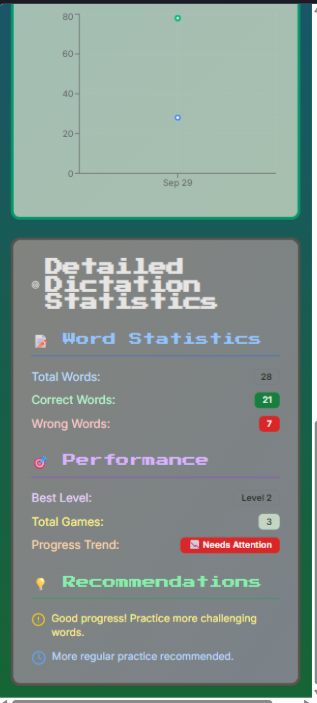 80
60
40
20
0
Sep 29
Detailed
Dictation
Statistics
Word Statistics
Total Words: 28
Correct Words: 21
Wrong Words: 7
Performance
Best Level: Level 2
Total Games: 3
Progress Trend: Needs Attention
Recommendations
Good progress! Practice more challenging
words.
More regular practice recommended.